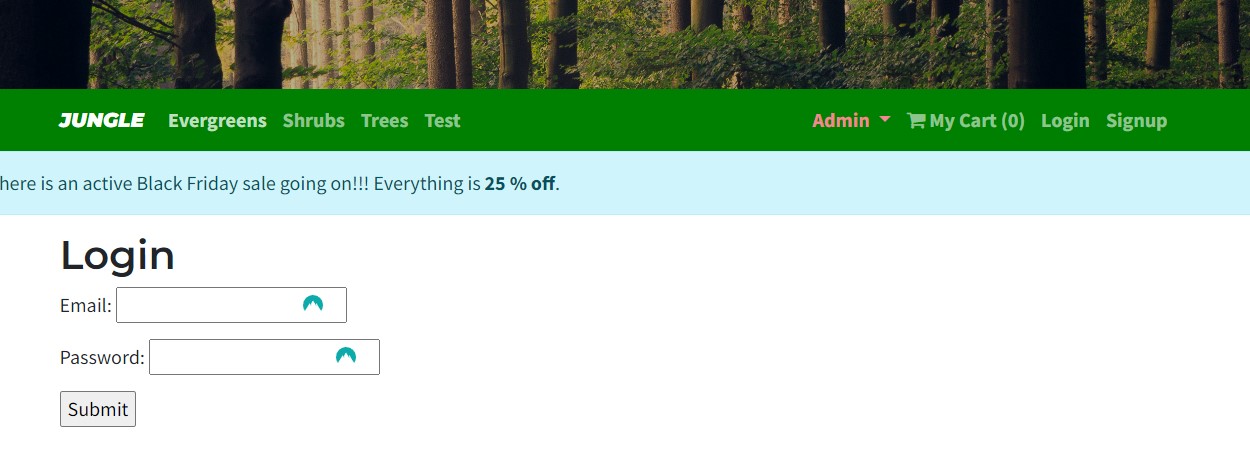 JUNGLE Evergreens Shrubs Trees Test Admin My Cart (0) Login Signup
here is an active Black Friday sale going on!!! Everything is 25 % off.
Login
Email:
Password:
Submit